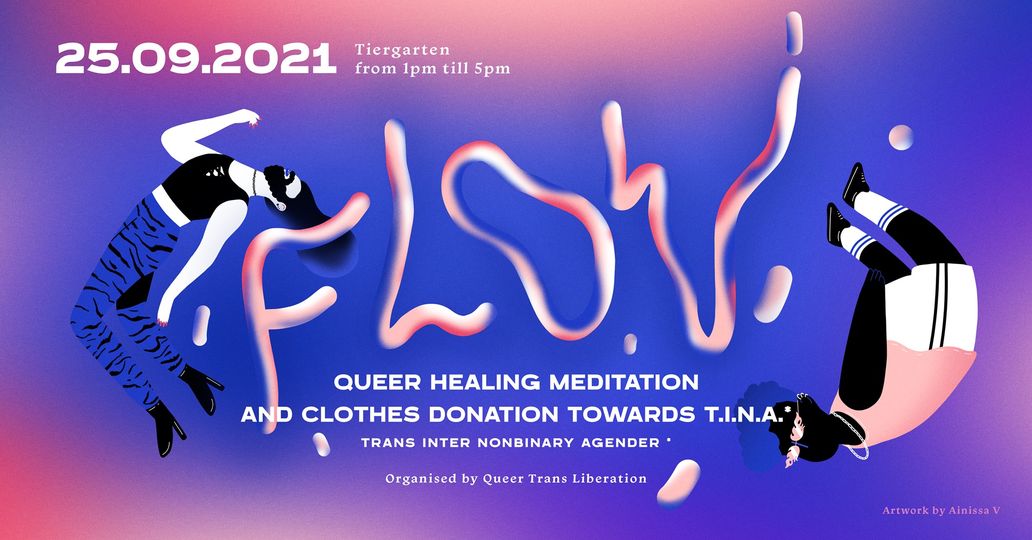 25.09.2021
Tiergarten
from 1pm till 5pm
FLOW
QUEER HEALING MEDITATION
AND CLOTHES DONATION TOWARDS T.I.N.A.*
TRANS INTER NONBINARY AGENDER *
Organised by Queer Trans Liberation
Artwork by Ainissa V